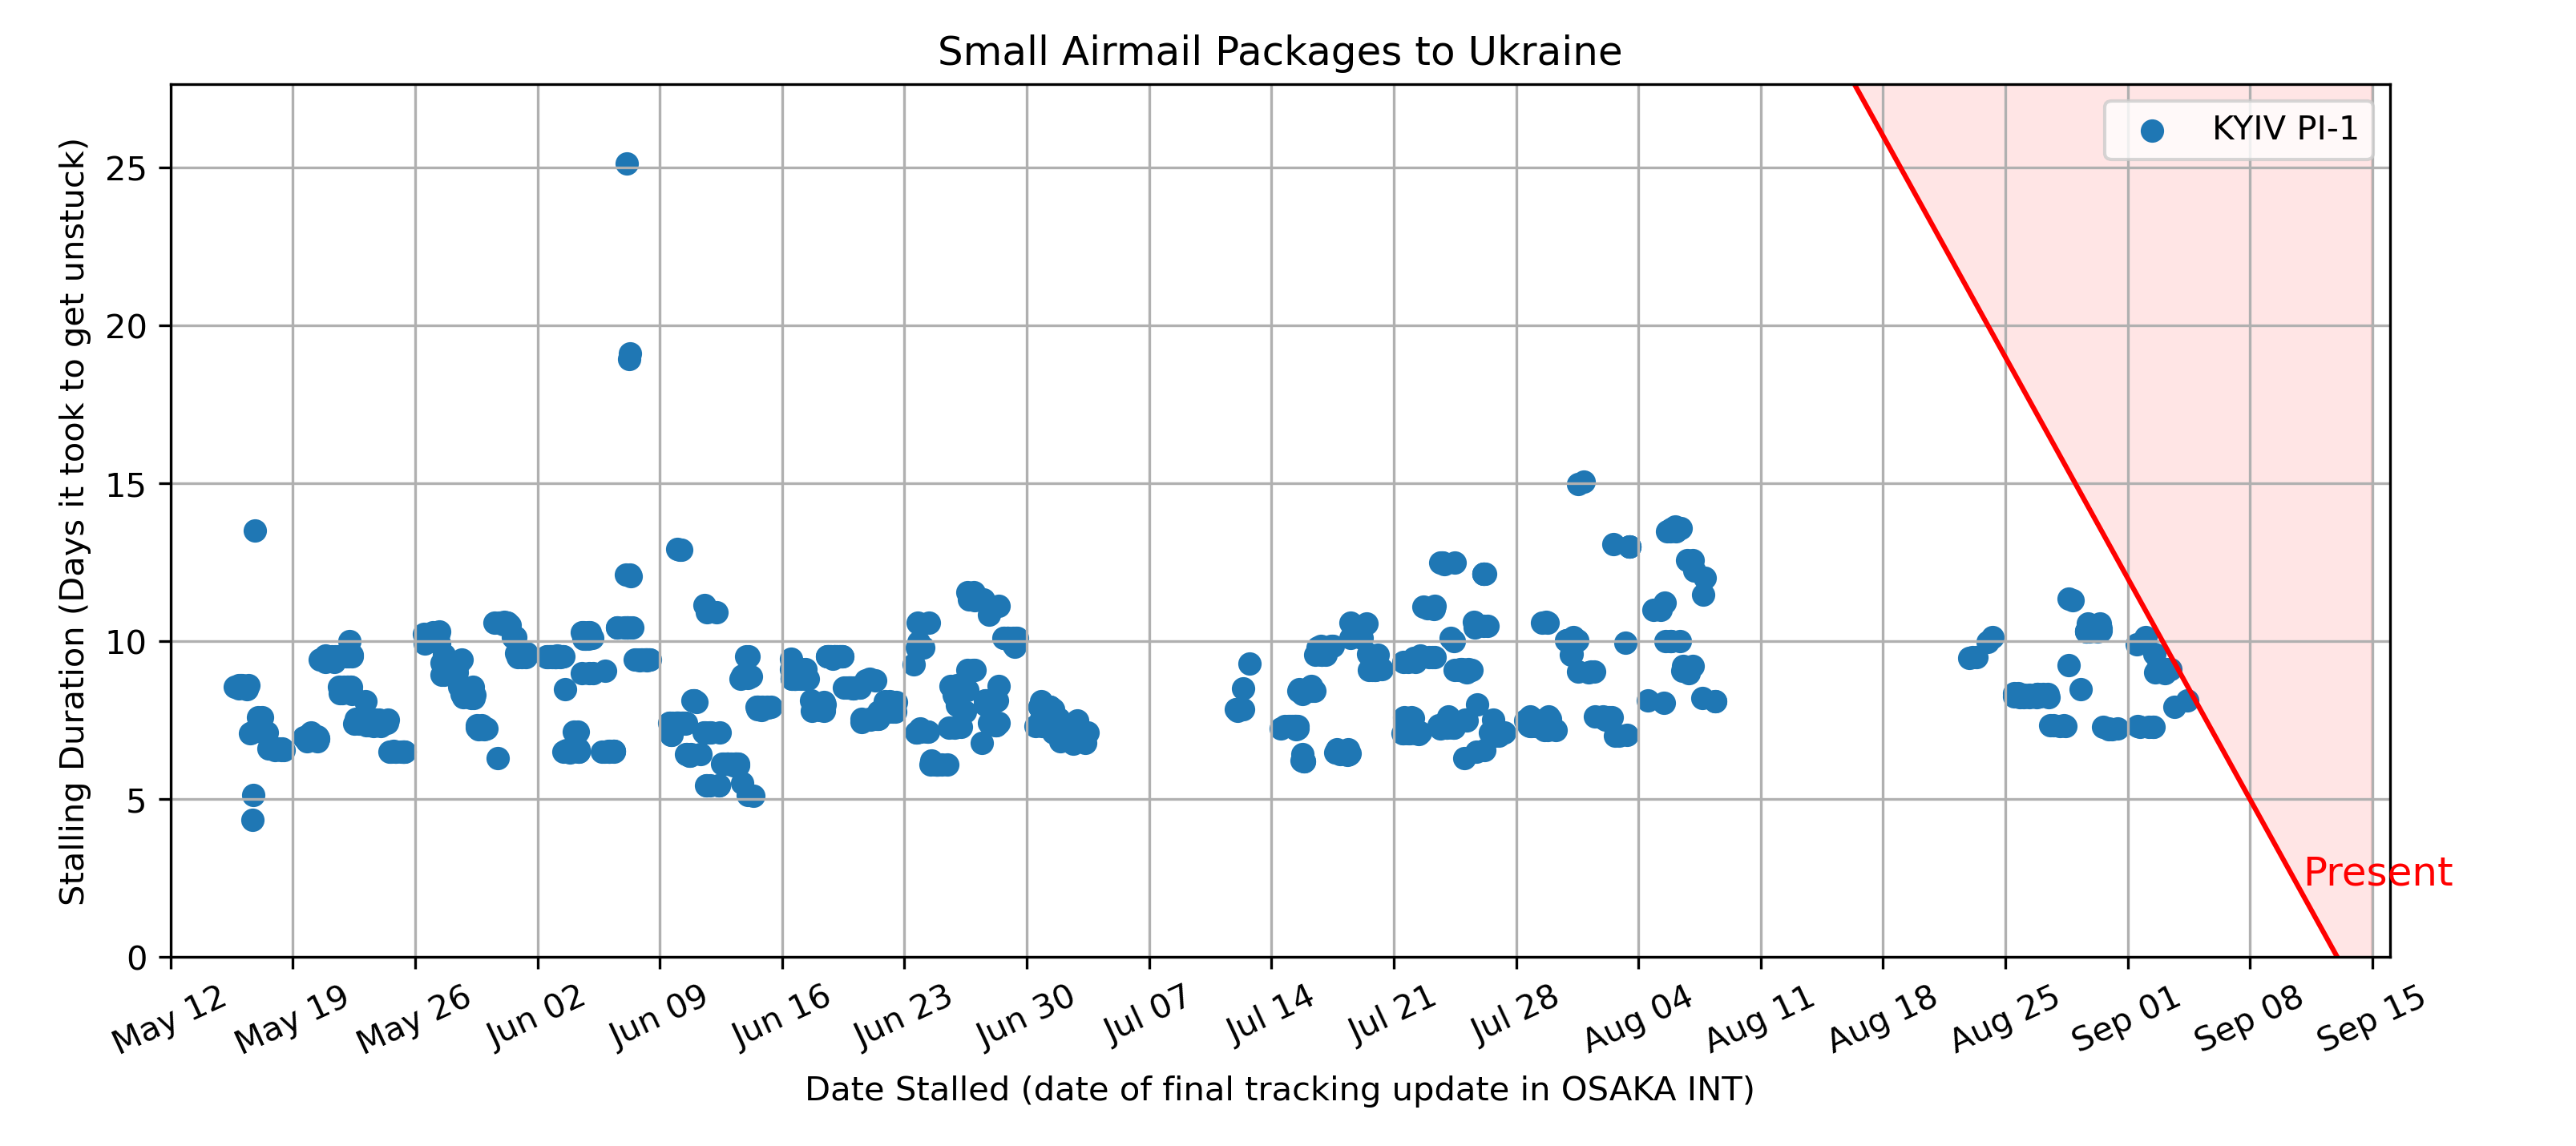 Small Airmail Packages to Ukraine
KYIV PI-1
Stalling Duration (Days it took to get unstuck)
25
20
15
10
5
0
Present
May 12
May 19
May 26
Jun 02
Jun 09
Jun 16
Jun 23
Jun 30
Jul 07
Jul 14
Jul 21
Jul 28
Aug 04
Aug 11
Aug 18
Aug 25
Sep 01
Sep 08
Sep 15
Date Stalled (date of final tracking update in OSAKA INT)